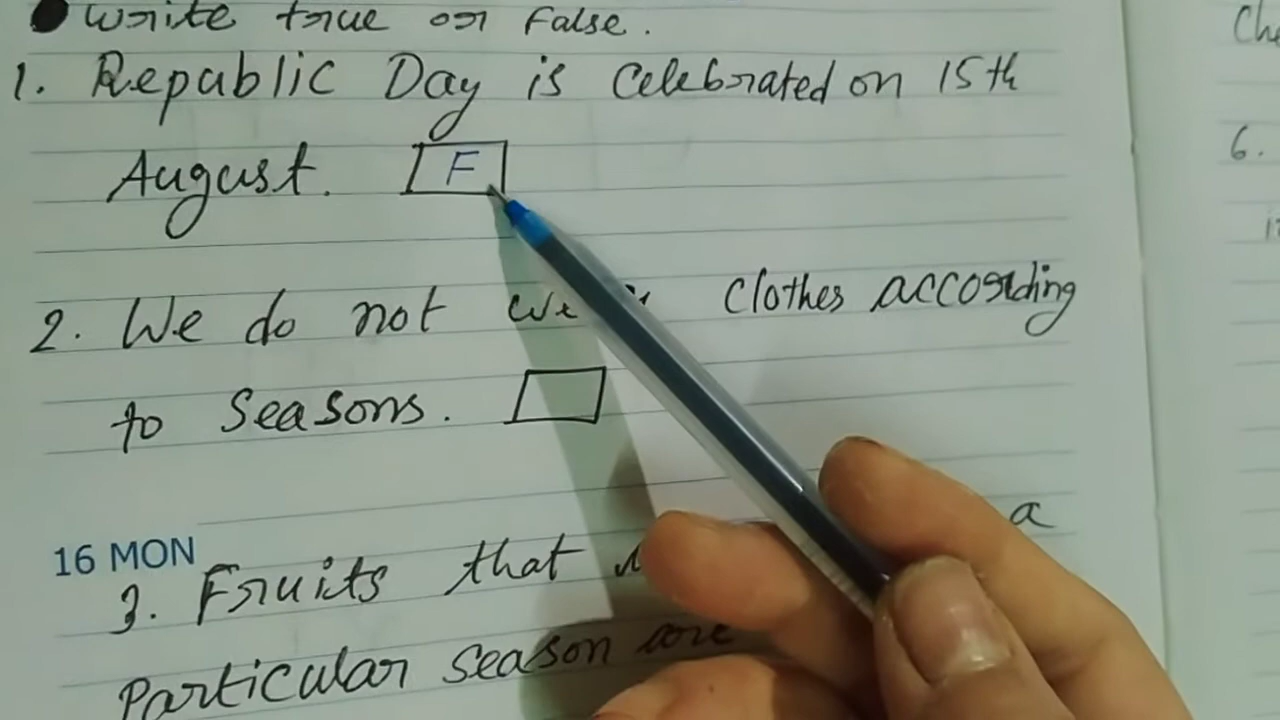 Write true or False.
1. Republic Day is Celebrated on 15th
August. F
2. We do not Clothes according
to Seasons.
16 MON
3. Fruits that a
Particular Season are
6.